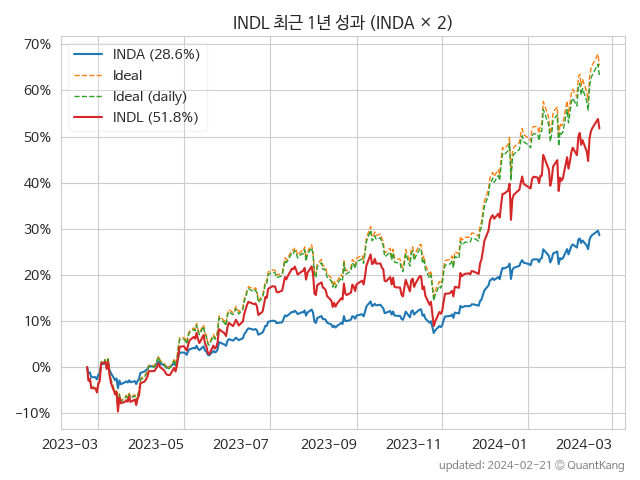 INDL 최근 1년 성과 (INDA × 2)
70%
60%
50%
40%
30%
20%
10%
0%
−10%
INDA (28.6%)
Ideal
Ideal (daily)
INDL (51.8%)
2023-03 2023-05 2023-07 2023-09 2023-11 2024-01 2024-03
updated: 2024-02-21 © QuantKang